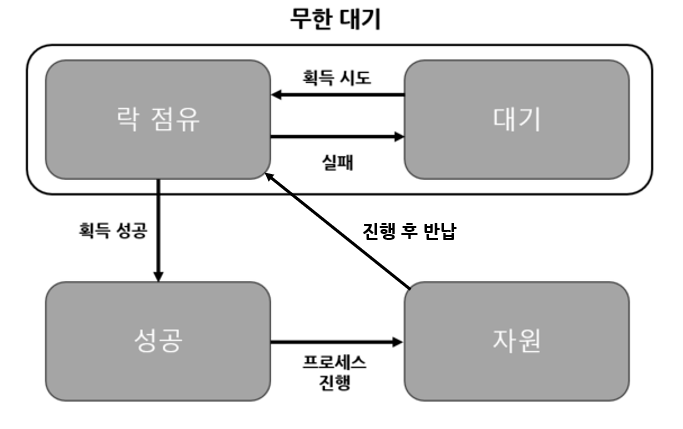 무한 대기
획득 시도
락 점유
대기
실패
획득 성공
진행 후 반납
성공
자원
프로세스
진행